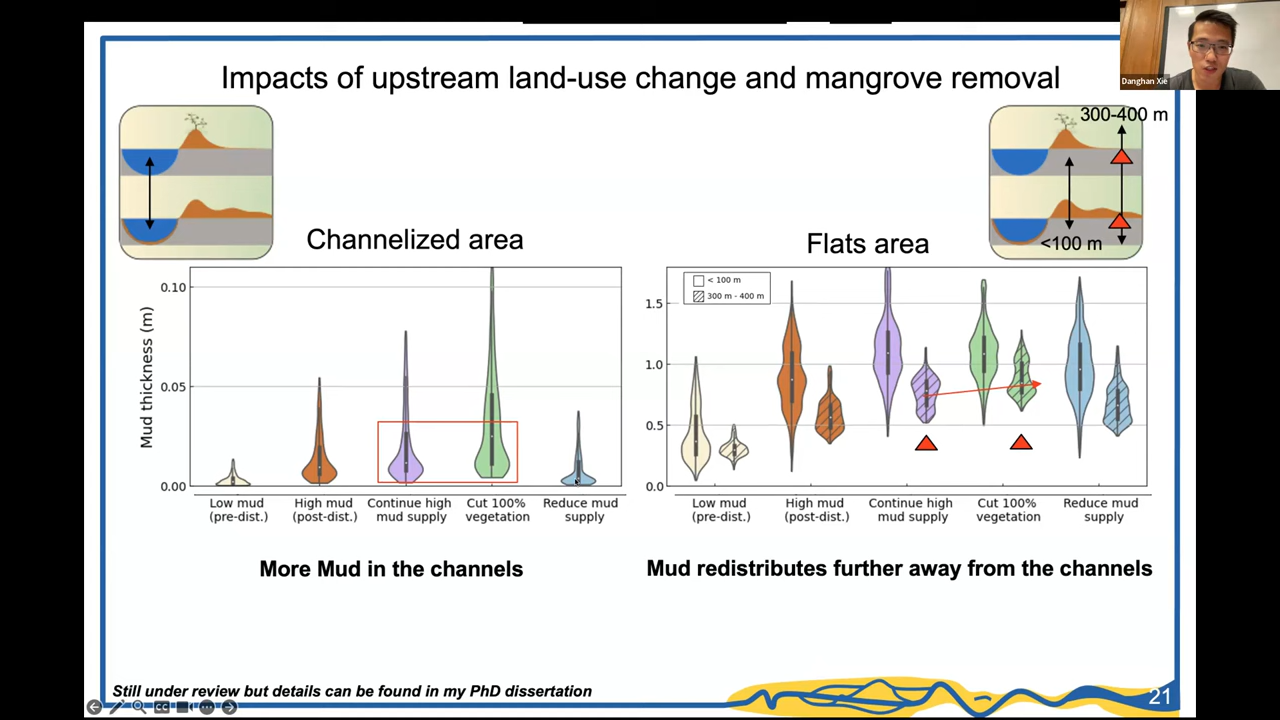 Danghan Xie
Impacts of upstream land-use change and mangrove removal
300-400 m
<100 m
Channelized area
Flats area
Mud thickness (m)
0.10
0.05
0.00
Low mud
(pre-dist.)
High mud
(post-dist.)
Continue high
mud supply
Cut 100%
vegetation
Reduce mud
supply
< 100 m
300 m - 400 m
1.5
1.0
0.5
0.0
Low mud
(pre-dist.)
High mud
(post-dist.)
Continue high
mud supply
Cut 100%
vegetation
Reduce mud
supply
More Mud in the channels
Mud redistributes further away from the channels
Still under review but details can be found in my PhD dissertation
CC
21